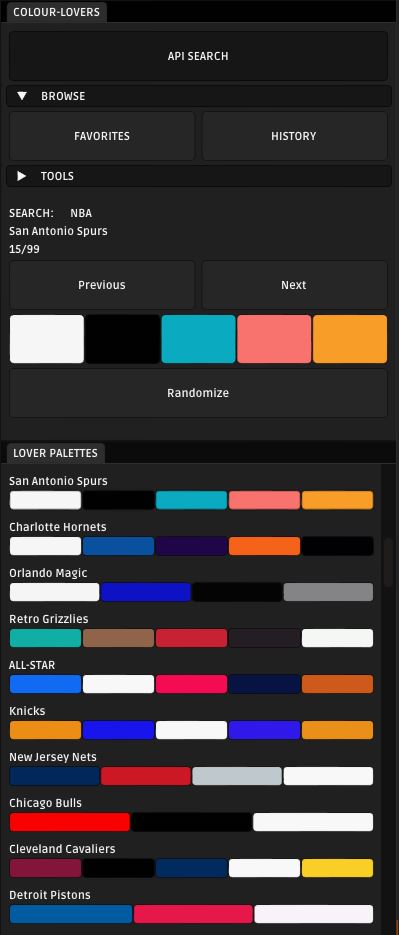 COLOUR-LOVERS
API SEARCH
BROWSE
FAVORITES HISTORY
TOOLS
SEARCH: NBA
San Antonio Spurs
15/99
Previous Next
Randomize
LOVER PALETTES
San Antonio Spurs
Charlotte Hornets
Orlando Magic
Retro Grizzlies
ALL-STAR
Knicks
New Jersey Nets
Chicago Bulls
Cleveland Cavaliers
Detroit Pistons